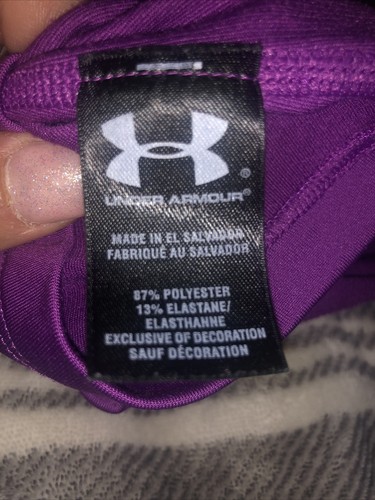 UNDER ARMOUR®
MADE IN EL SALVADOR
FABRIQUÉ AU SALVADOR
87% POLYESTER
13% ELASTANE/
ELASTHANNE
EXCLUSIVE OF DECORATION
SAUF DÉCORATION